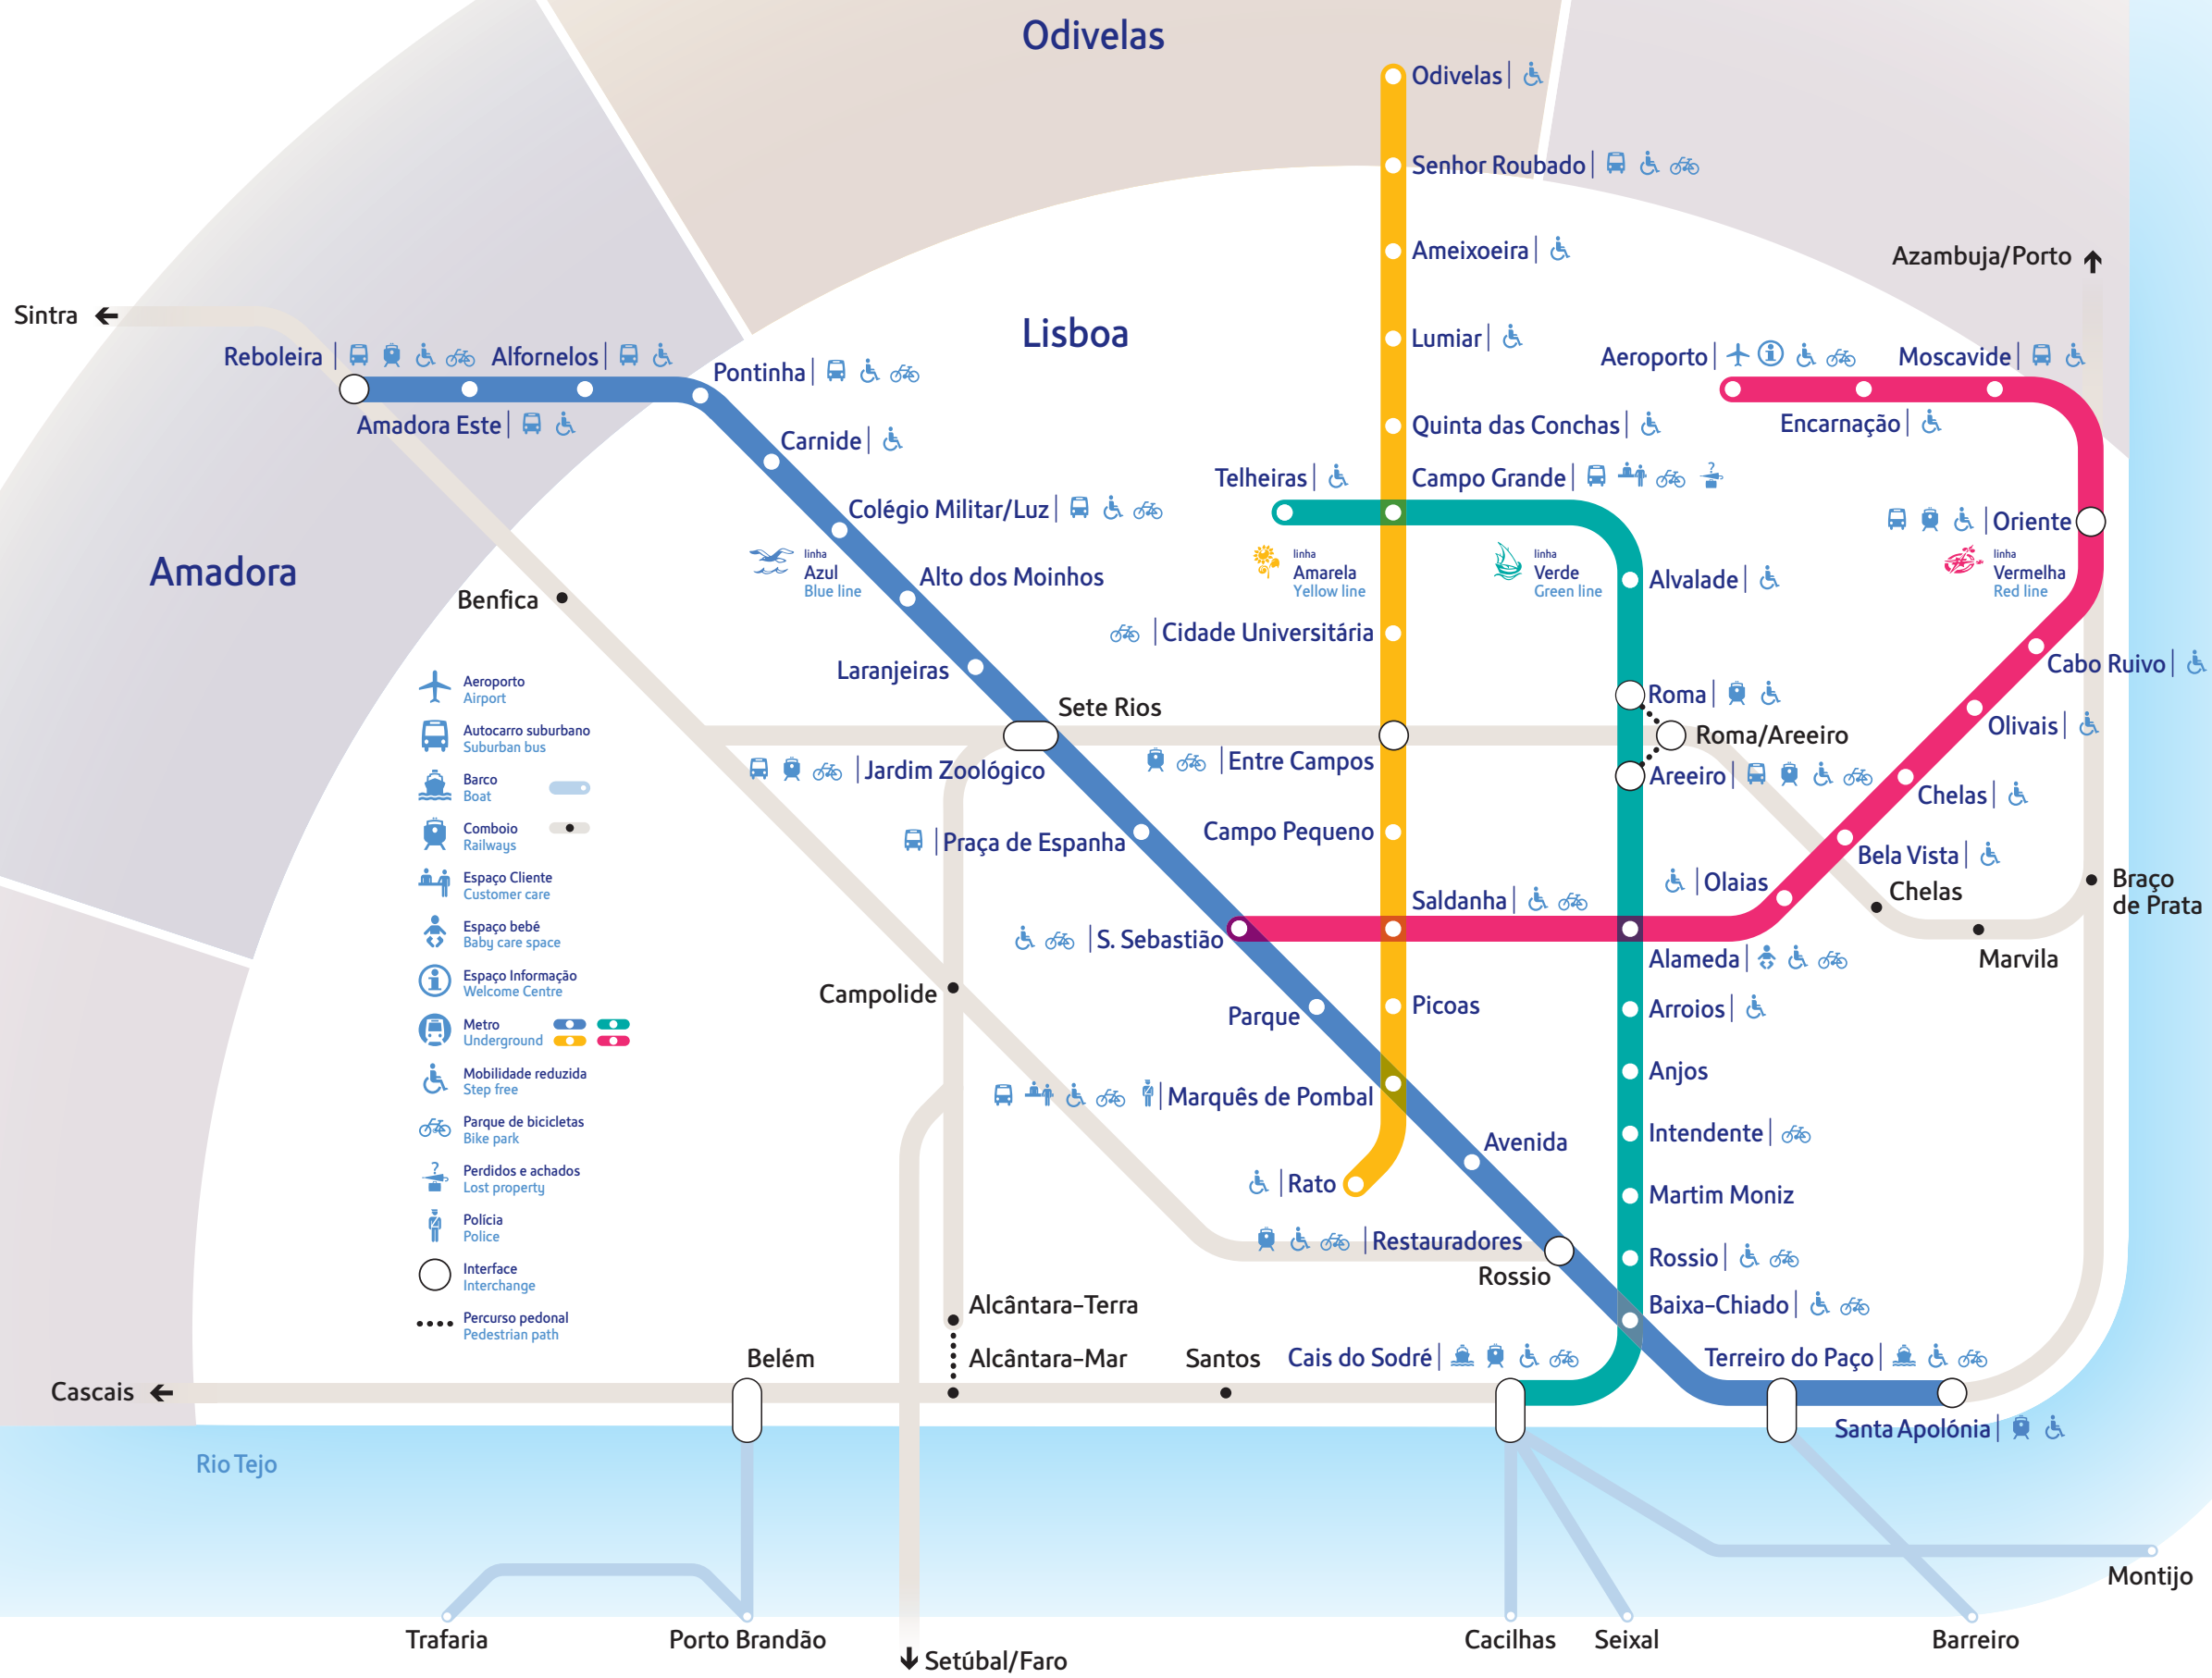 Odivelas
Odivelas
Senhor Roubado
Ameixoeira
Azambuja/Porto
Sintra
Lisboa
Lumiar
Reboleira
Alfornelos
Pontinha
Aeroporto
Moscavide
Amadora Este
Carnide
Quinta das Conchas
Encarnação
Telheiras
Campo Grande
?
Colégio Militar/Luz
Oriente
linha
Azul
Blue line
linha
Amarela
Yellow line
linha
Verde
Green line
linha
Vermelha
Red line
Amadora
Alto dos Moinhos
Alvalade
Benfica
Cidade Universitária
Laranjeiras
Cabo Ruivo
Roma
Sete Rios
Olivais
Roma/Areeiro
Jardim Zoológico
Entre Campos
Areeiro
Chelas
Praça de Espanha
Campo Pequeno
Bela Vista
Olaias
Chelas
Braço
de Prata
Saldanha
S. Sebastião
Alameda
Marvila
Campolide
Parque
Picoas
Arroios
Anjos
Marquês de Pombal
Intendente
Avenida
Rato
Martim Moniz
Restauradores
Rossio
Rossio
Baixa-Chiado
Alcântara-Terra
Alcântara-Mar
Belém
Santos
Cais do Sodré
Terreiro do Paço
Cascais
Santa Apolónia
Rio Tejo
Aeroporto
Airport
Autocarro suburbano
Suburban bus
Barco
Boat
Comboio
Railways
Espaço Cliente
Customer care
Espaço bebé
Baby care space
Espaço Informação
Welcome Centre
Metro
Underground
Mobilidade reduzida
Step free
Parque de bicicletas
Bike park
?
Perdidos e achados
Lost property
Polícia
Police
Interface
Interchange
Percurso pedonal
Pedestrian path
Montijo
Trafaria
Porto Brandão
Cacilhas
Seixal
Barreiro
Setúbal/Faro